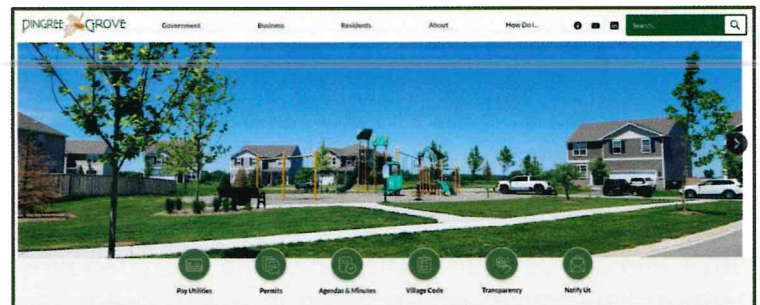 PINGREE GROVE
Government Business Residents About How Do I... Search...
Pay Utilities Permits Agendas & Minutes Village Code Transparency Notify Us